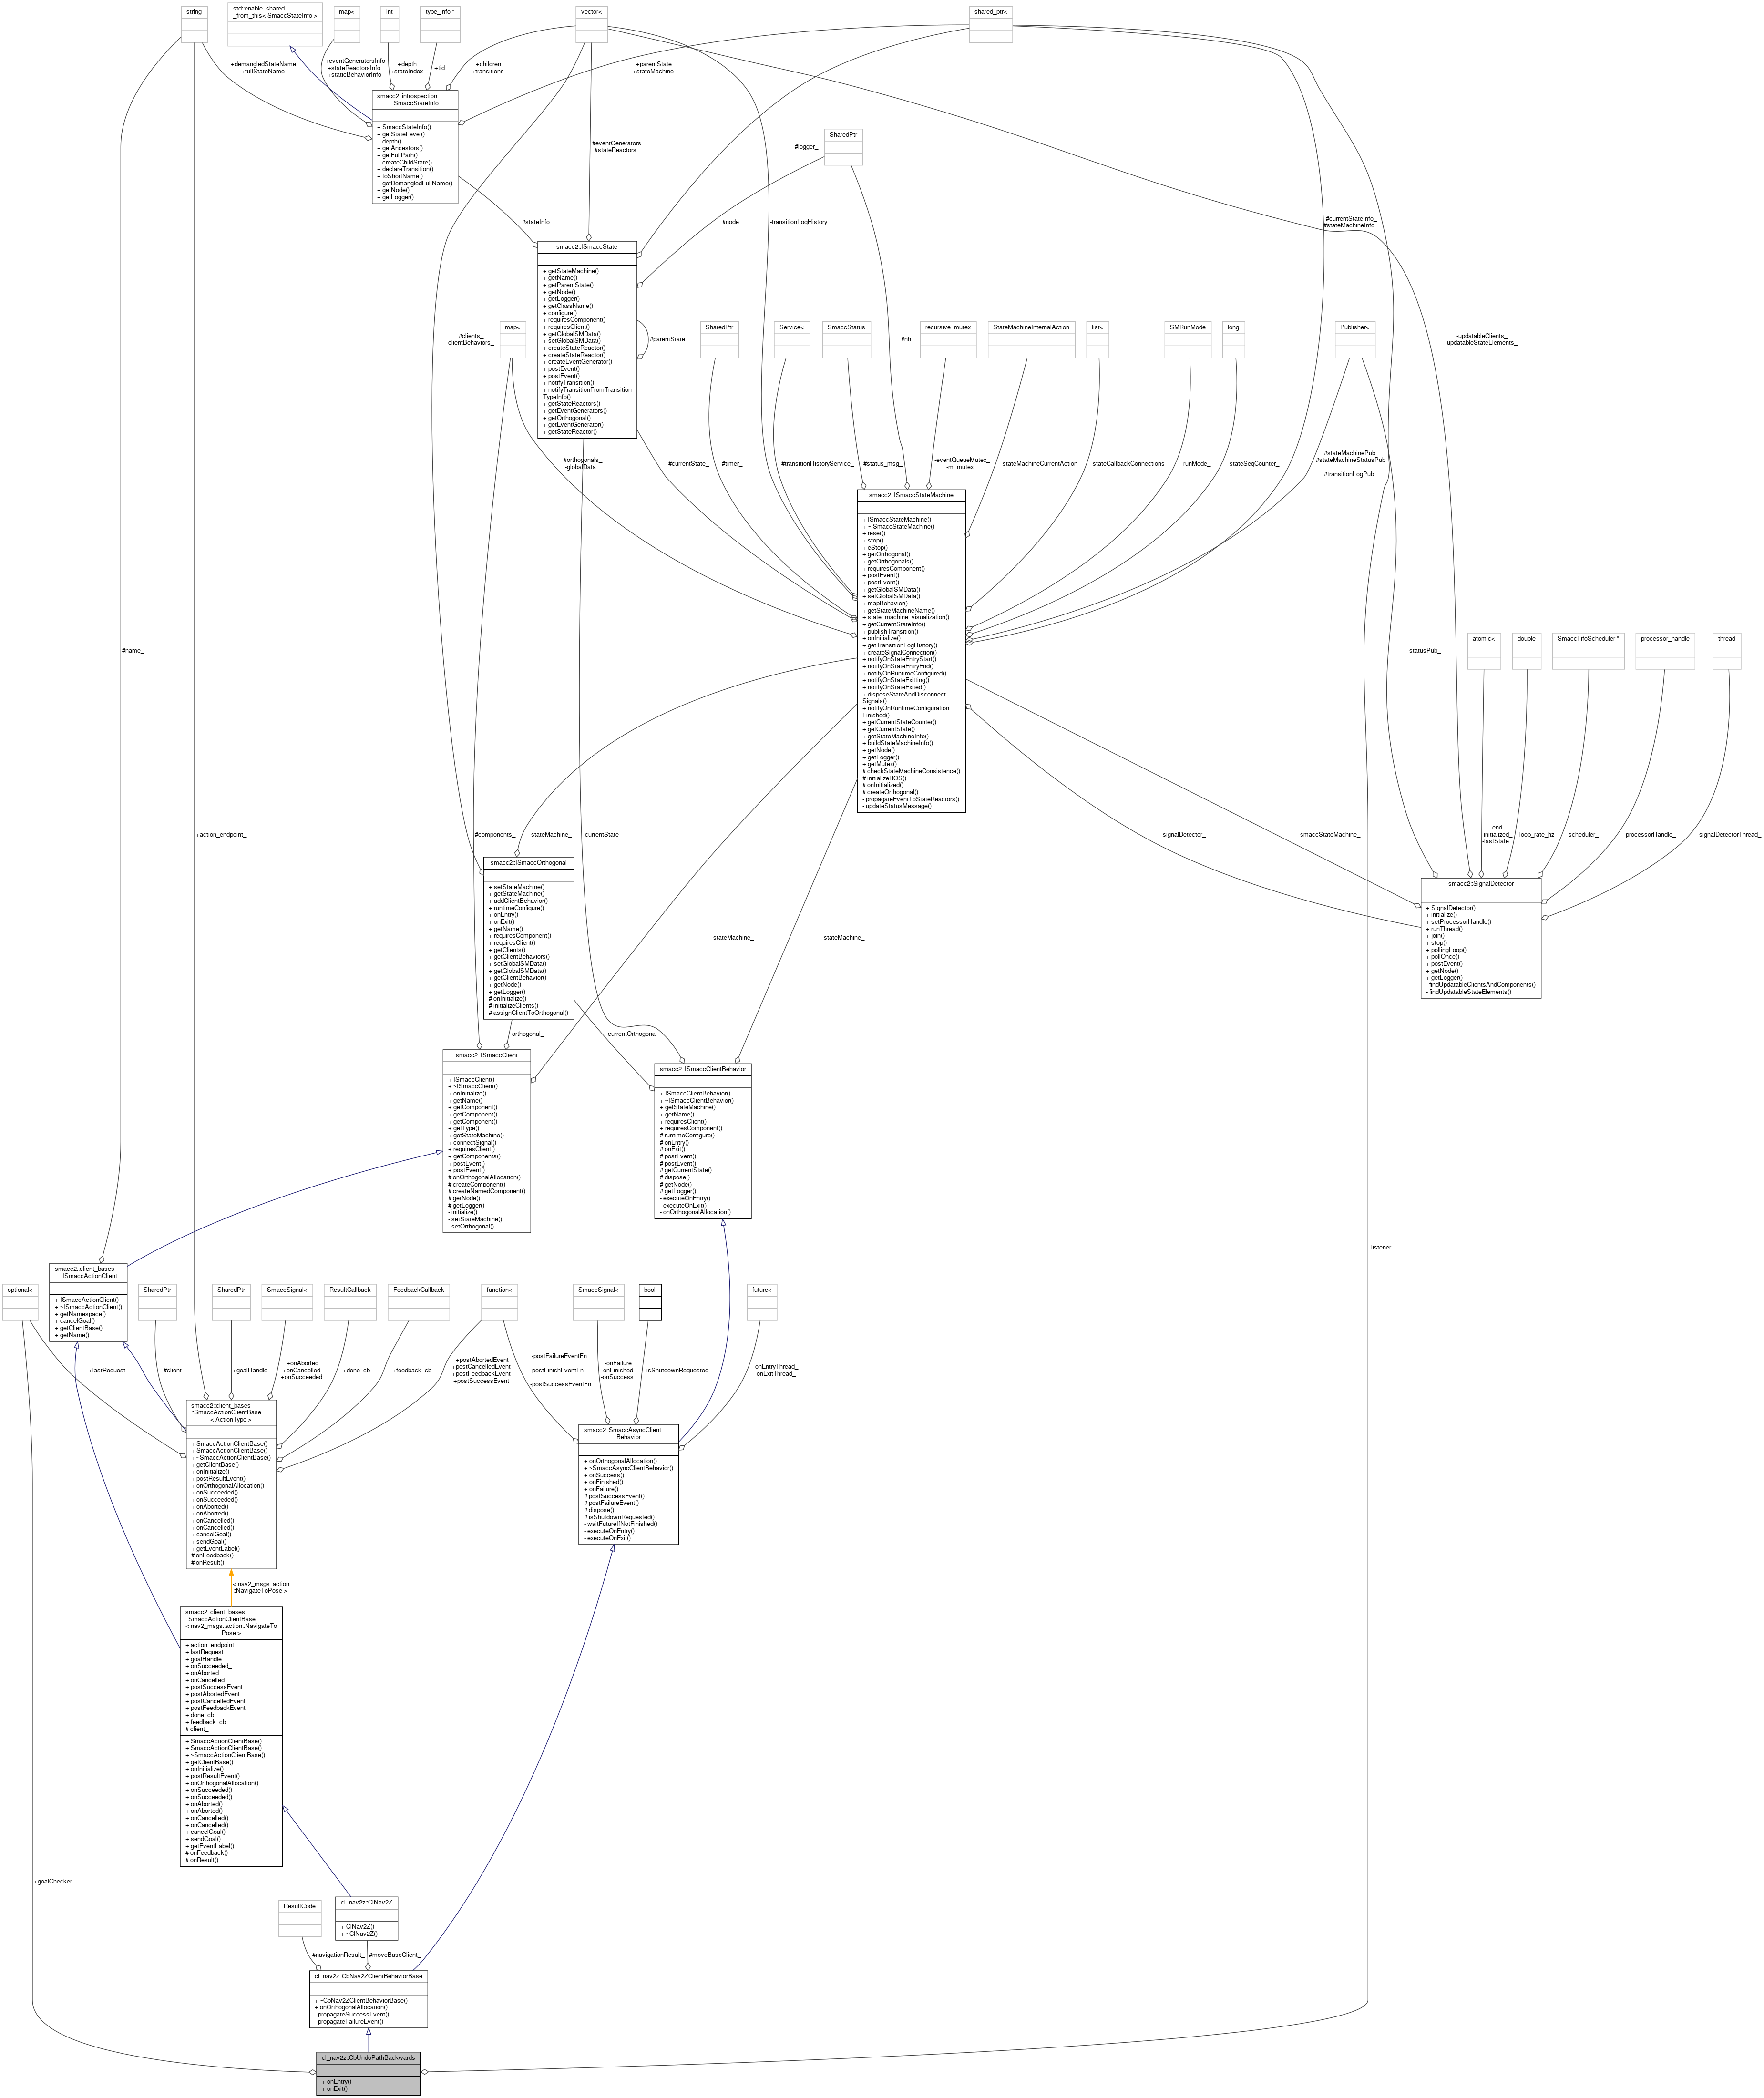 string
std::enable_shared
_from_this< SmaccStateInfo >
map<
int
type_info *
vector<
shared_ptr<
+demangledStateName
+fullStateName
+eventGeneratorsInfo
+stateReactorsInfo
+staticBehaviorInfo
+depth_
+stateIndex_
+tid_
+children_
+transitions_
+parentState_
+stateMachine_
smacc2::introspection
::SmaccStateInfo
+ SmaccStateInfo()
+ getStateLevel()
+ depth()
+ getAncestors()
+ getFullPath()
+ createChildState()
+ declareTransition()
+ toShortName()
+ getDemangledFullName()
+ getNode()
+ getLogger()
#eventGenerators_
#stateReactors_
#logger_
SharedPtr
#stateInfo_
#node_
-transitionLogHistory_
#currentStateInfo_
#stateMachineInfo_
smacc2::ISmaccState
+ getStateMachine()
+ getName()
+ getParentState()
+ getNode()
+ getLogger()
+ getClassName()
+ configure()
+ requiresComponent()
+ requiresClient()
+ getGlobalSMData()
+ setGlobalSMData()
+ createStateReactor()
+ createStateReactor()
+ createEventGenerator()
+ postEvent()
+ postEvent()
+ notifyTransition()
+ notifyTransitionFromTransition
TypeInfo()
+ getStateReactors()
+ getEventGenerators()
+ getOrthogonal()
+ getEventGenerator()
+ getStateReactor()
#parentState_
#clients_
-clientBehaviors_
map<
SharedPtr
Service<
SmaccStatus
#nh_
recursive_mutex
StateMachineInternalAction
list<
SMRunMode
long
Publisher<
-updatableClients_
-updatableStateElements_
#orthogonals_
-globalData_
#currentState_
#timer_
#transitionHistoryService_
#status_msg_
-eventQueueMutex_
-m_mutex_
-stateMachineCurrentAction
-stateCallbackConnections
-runMode_
-stateSeqCounter_
#stateMachinePub_
#stateMachineStatusPub
_
#transitionLogPub_
smacc2::ISmaccStateMachine
+ ISmaccStateMachine()
+ ~ISmaccStateMachine()
+ reset()
+ stop()
+ eStop()
+ getOrthogonal()
+ getOrthogonals()
+ requiresComponent()
+ postEvent()
+ postEvent()
+ getGlobalSMData()
+ setGlobalSMData()
+ mapBehavior()
+ getStateMachineName()
+ state_machine_visualization()
+ getCurrentStateInfo()
+ publishTransition()
+ onInitialize()
+ getTransitionLogHistory()
+ createSignalConnection()
+ notifyOnStateEntryStart()
+ notifyOnStateEntryEnd()
+ notifyOnRuntimeConfigured()
+ notifyOnStateExitting()
+ notifyOnStateExited()
+ disposeStateAndDisconnect
Signals()
+ notifyOnRuntimeConfiguration
Finished()
+ getCurrentStateCounter()
+ getCurrentState()
+ getStateMachineInfo()
+ buildStateMachineInfo()
+ getNode()
+ getLogger()
+ getMutex()
# checkStateMachineConsistence()
# initializeROS()
# onInitialized()
# createOrthogonal()
- propagateEventToStateReactors()
- updateStatusMessage()
#name_
-statusPub_
atomic<
double
SmaccFifoScheduler *
processor_handle
thread
+action_endpoint_
#components_
-stateMachine_
-currentState
-signalDetector_
-smaccStateMachine_
-end_
-initialized_
-lastState_
-loop_rate_hz
-scheduler_
-processorHandle_
-signalDetectorThread_
smacc2::ISmaccOrthogonal
+ setStateMachine()
+ getStateMachine()
+ addClientBehavior()
+ runtimeConfigure()
+ onEntry()
+ onExit()
+ getName()
+ requiresComponent()
+ requiresClient()
+ getClients()
+ getClientBehaviors()
+ setGlobalSMData()
+ getGlobalSMData()
+ getClientBehavior()
+ getNode()
+ getLogger()
# onInitialize()
# initializeClients()
# assignClientToOrthogonal()
smacc2::SignalDetector
+ SignalDetector()
+ initialize()
+ setProcessorHandle()
+ runThread()
+ join()
+ stop()
+ pollingLoop()
+ pollOnce()
+ postEvent()
+ getNode()
+ getLogger()
- findUpdatableClientsAndComponents()
- findUpdatableStateElements()
-stateMachine_
-stateMachine_
-orthogonal_
-currentOrthogonal
smacc2::ISmaccClient
+ ISmaccClient()
+ ~ISmaccClient()
+ onInitialize()
+ getName()
+ getComponent()
+ getComponent()
+ getComponent()
+ getType()
+ getStateMachine()
+ connectSignal()
+ requiresClient()
+ getComponents()
+ postEvent()
+ postEvent()
# onOrthogonalAllocation()
# createComponent()
# createNamedComponent()
# getNode()
# getLogger()
- initialize()
- setStateMachine()
- setOrthogonal()
smacc2::ISmaccClientBehavior
+ ISmaccClientBehavior()
+ ~ISmaccClientBehavior()
+ getStateMachine()
+ getName()
+ requiresClient()
+ requiresComponent()
# runtimeConfigure()
# onEntry()
# onExit()
# postEvent()
# postEvent()
# getCurrentState()
# dispose()
# getNode()
# getLogger()
- executeOnEntry()
- executeOnExit()
- onOrthogonalAllocation()
-listener
smacc2::client_bases
::ISmaccActionClient
+ ISmaccActionClient()
+ ~ISmaccActionClient()
+ getNamespace()
+ cancelGoal()
+ getClientBase()
+ getName()
optional<
SharedPtr
SharedPtr
SmaccSignal<
ResultCallback
FeedbackCallback
function<
SmaccSignal<
bool
future<
+lastRequest_
#client_
+goalHandle_
+onAborted_
+onCancelled_
+onSucceeded_
+done_cb
+feedback_cb
+postAbortedEvent
+postCancelledEvent
+postFeedbackEvent
+postSuccessEvent
-postFailureEventFn
_
-postFinishEventFn
_
-postSuccessEventFn_
-onFailure_
-onFinished_
-onSuccess_
-isShutdownRequested_
-onEntryThread_
-onExitThread_
smacc2::client_bases
::SmaccActionClientBase
< ActionType >
+ SmaccActionClientBase()
+ SmaccActionClientBase()
+ ~SmaccActionClientBase()
+ getClientBase()
+ onInitialize()
+ postResultEvent()
+ onOrthogonalAllocation()
+ onSucceeded()
+ onSucceeded()
+ onAborted()
+ onAborted()
+ onCancelled()
+ onCancelled()
+ cancelGoal()
+ sendGoal()
+ getEventLabel()
# onFeedback()
# onResult()
smacc2::SmaccAsyncClient
Behavior
+ onOrthogonalAllocation()
+ ~SmaccAsyncClientBehavior()
+ onSuccess()
+ onFinished()
+ onFailure()
# postSuccessEvent()
# postFailureEvent()
# dispose()
# isShutdownRequested()
- waitFutureIfNotFinished()
- executeOnEntry()
- executeOnExit()
< nav2_msgs::action
::NavigateToPose >
smacc2::client_bases
::SmaccActionClientBase
< nav2_msgs::action::NavigateTo
Pose >
+ action_endpoint_
+ lastRequest_
+ goalHandle_
+ onSucceeded_
+ onAborted_
+ onCancelled_
+ postSuccessEvent
+ postAbortedEvent
+ postCancelledEvent
+ postFeedbackEvent
+ done_cb
+ feedback_cb
# client_
+ SmaccActionClientBase()
+ SmaccActionClientBase()
+ ~SmaccActionClientBase()
+ getClientBase()
+ onInitialize()
+ postResultEvent()
+ onOrthogonalAllocation()
+ onSucceeded()
+ onSucceeded()
+ onAborted()
+ onAborted()
+ onCancelled()
+ onCancelled()
+ cancelGoal()
+ sendGoal()
+ getEventLabel()
# onFeedback()
# onResult()
+goalChecker_
ResultCode
cl_nav2z::ClNav2Z
+ ClNav2Z()
+ ~ClNav2Z()
#navigationResult_
#moveBaseClient_
cl_nav2z::CbNav2ZClientBehaviorBase
+ ~CbNav2ZClientBehaviorBase()
+ onOrthogonalAllocation()
- propagateSuccessEvent()
- propagateFailureEvent()
cl_nav2z::CbUndoPathBackwards
+ onEntry()
+ onExit()